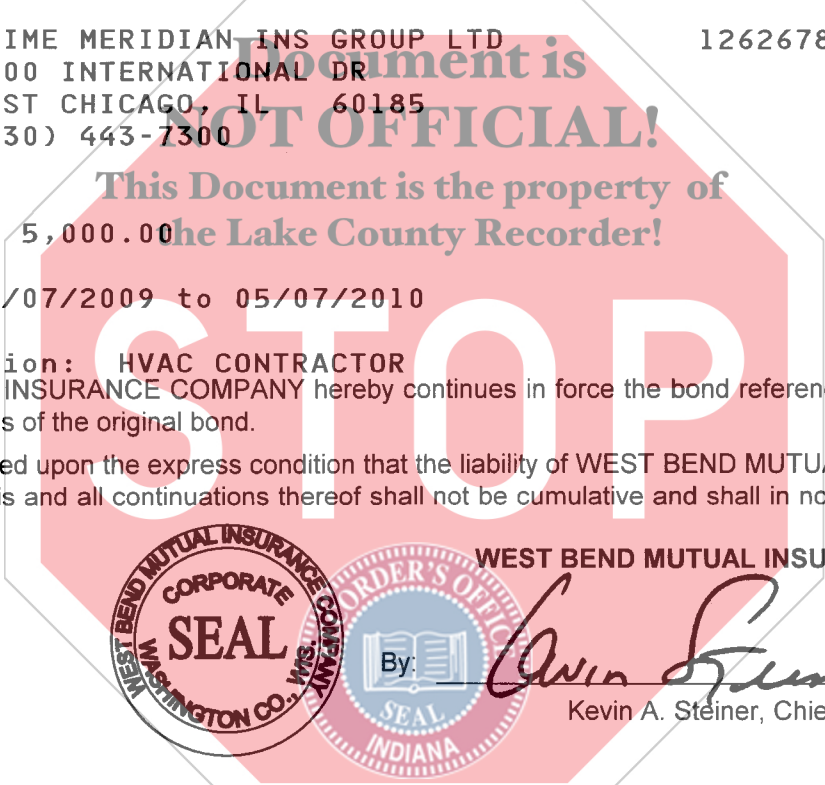 IME MERIDIAN INS GROUP LTD 1262678
00 INTERNATIONAL DR
ST CHICAGO, IL 60185
30) 443-7300
Document is
NOT OFFICIAL!
This Document is the property of
the Lake County Recorder!
5,000.00
/07/2009 to 05/07/2010
STOP
ion: HVAC CONTRACTOR
INSURANCE COMPANY hereby continues in force the bond referen
s of the original bond.
ed upon the express condition that the liability of WEST BEND MUTUA
is and all continuations thereof shall not be cumulative and shall in no
WEST BEND MUTUAL INSURANCE COMPANY
CORPORATE
SEAL
WASHINGTON CO., WIS.
ORDER'S OFFIC
SEAL
INDIANA
WEST BEND MUTUAL INSU
By:
Kevin A. Steiner, Chie